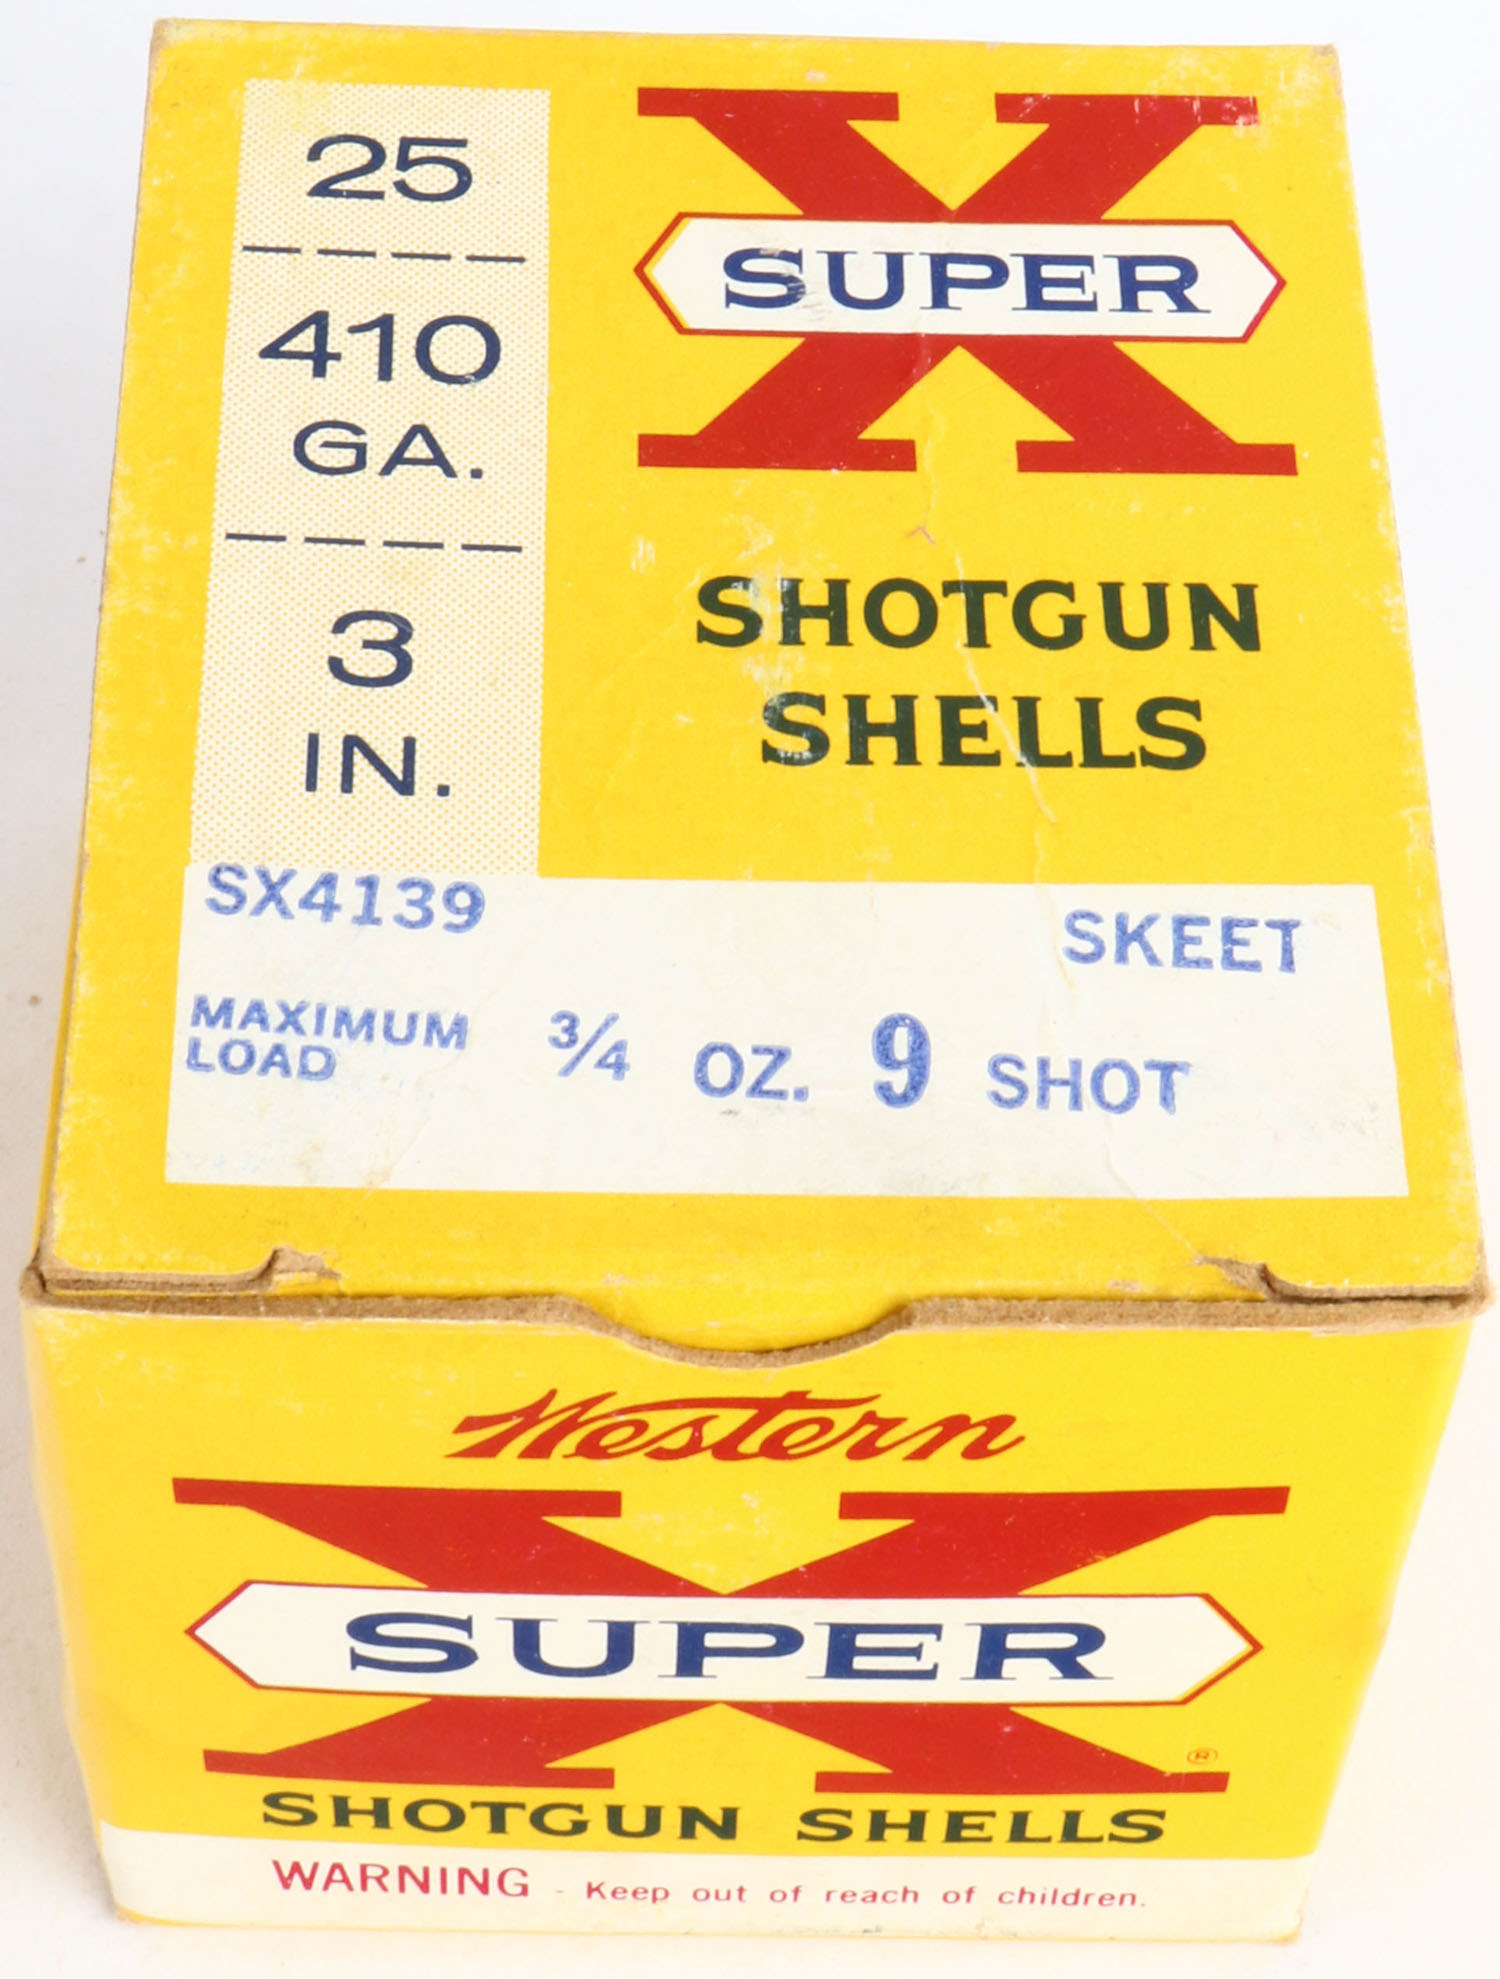 25
410
GA.
3
IN.
X
SUPER
SHOTGUN
SHELLS
SX4139 SKEET
MAXIMUM
LOAD 3/4 OZ. 9 SHOT
Western
X
SUPER
®
SHOTGUN SHELLS
WARNING - Keep out of reach of children.